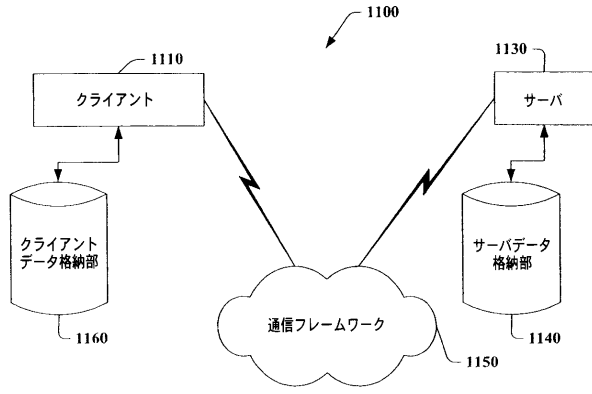 1100
1110
クライアント
1130
サーバ
クライアント
データ格納部
1160
サーバデータ
格納部
1140
通信フレームワーク
1150